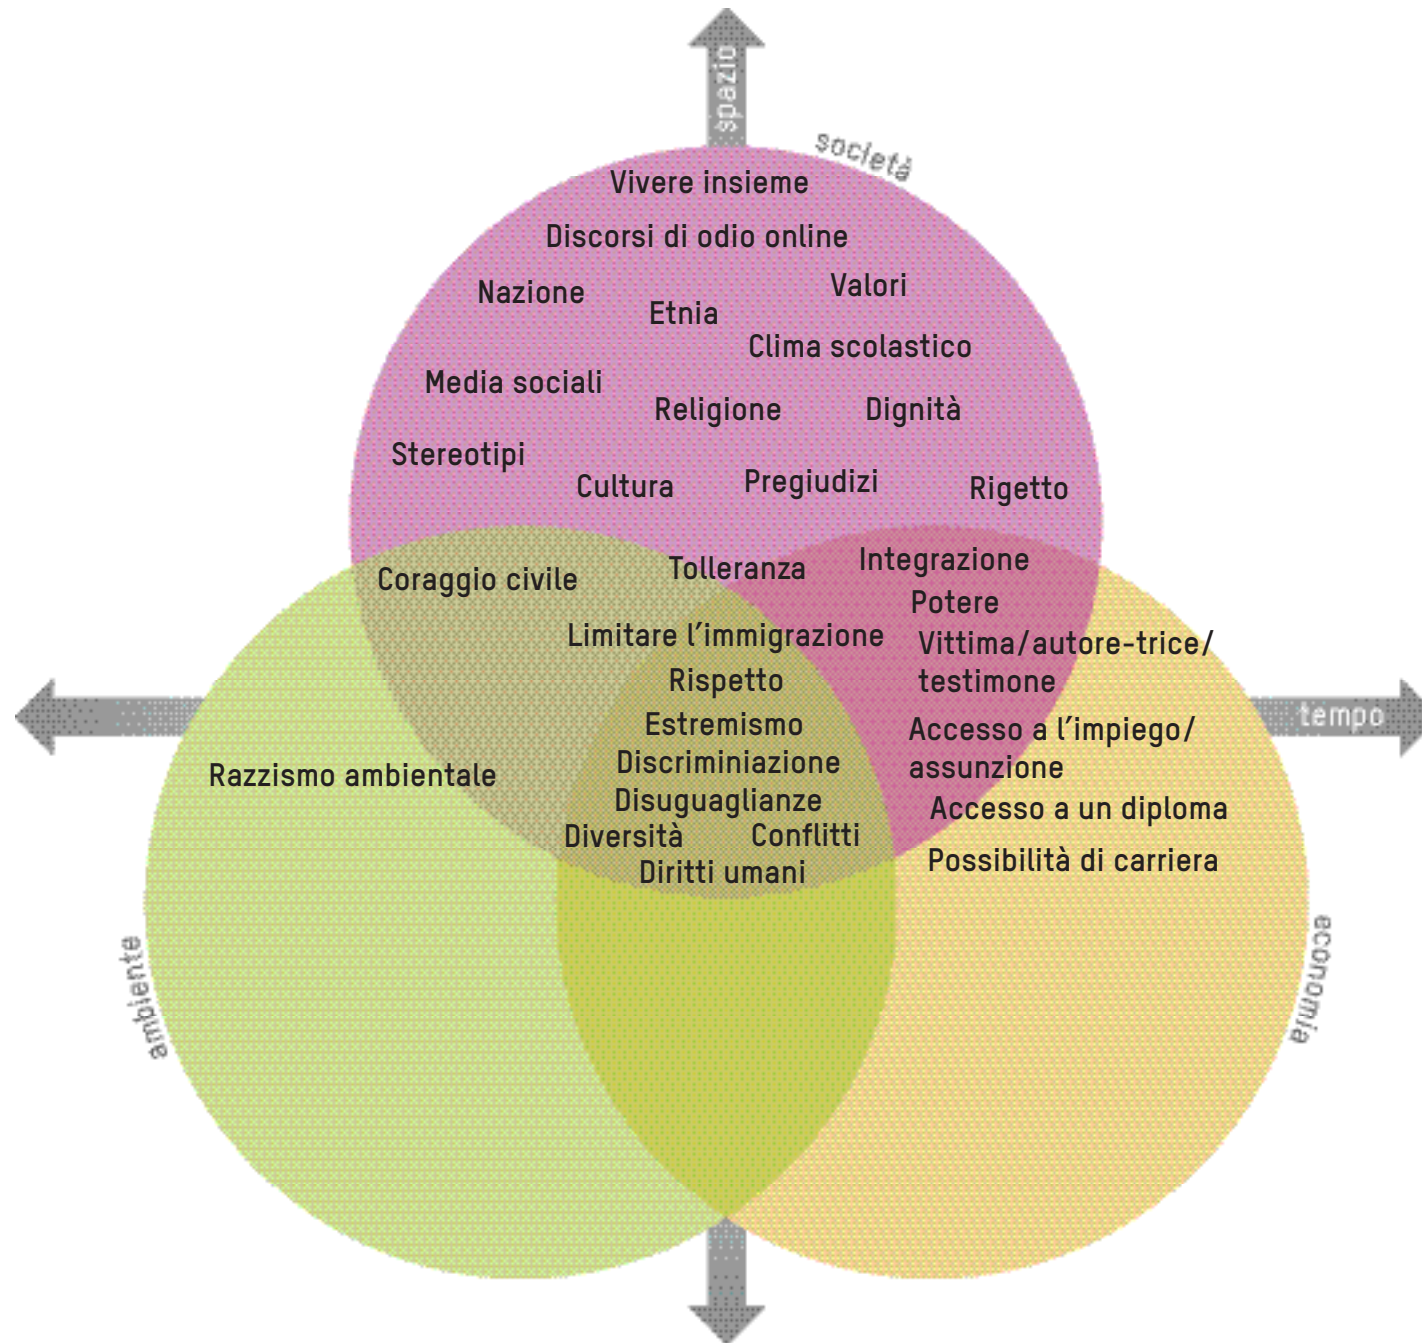 spazio
società
Vivere insieme
Discorsi di odio online
Nazione
Valori
Etnia
Clima scolastico
Media sociali
Religione
Dignità
Stereotipi
Cultura
Pregiudizi
Rigetto
Coraggio civile
Tolleranza
Integrazione
Potere
Limitare l'immigrazione
Vittima/autore-trice/
testimone
Rispetto
tempo
Estremismo
Accesso a l'impiego/
assunzione
Razzismo ambientale
Discriminiazione
Disuguaglianze
Accesso a un diploma
Diversità
Conflitti
Possibilità di carriera
Diritti umani
ambiente
economia